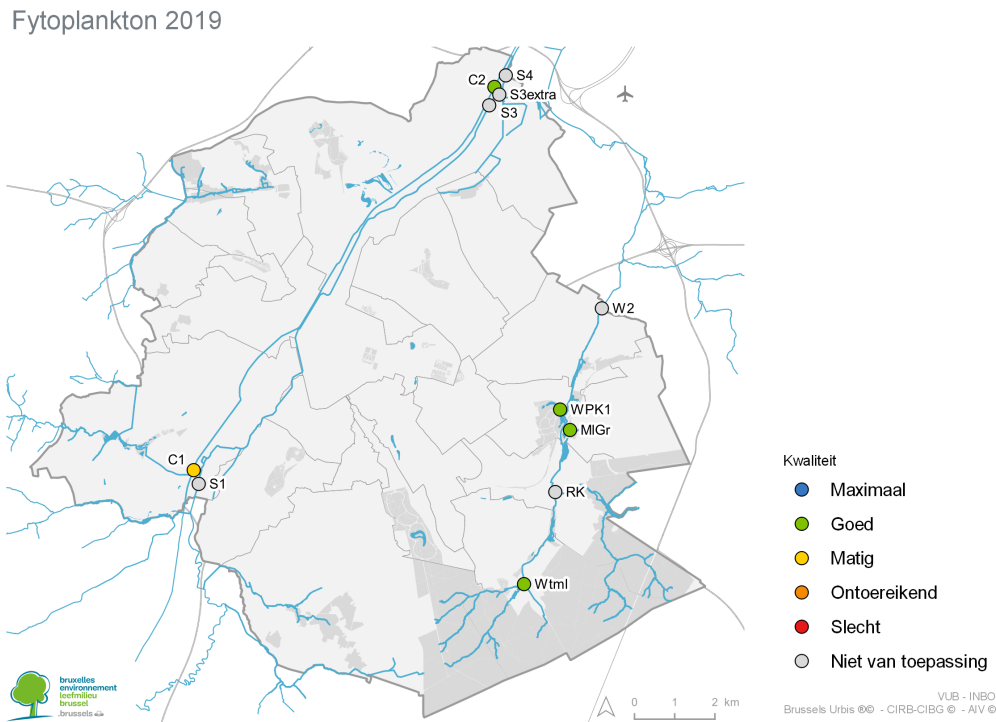 Fytoplankton 2019
C2
S4
S3extra
S3
W2
WPK1
MlGr
C1
S1
RK
Wtml
Kwaliteit
Maximaal
Goed
Matig
Ontoereikend
Slecht
Niet van toepassing
bruxelles
environnement
leefmilieu
brussel
.brussels
0 1 2 km
VUB - INBO
Brussels Urbis ®© - CIRB-CIBG © - AIV ©